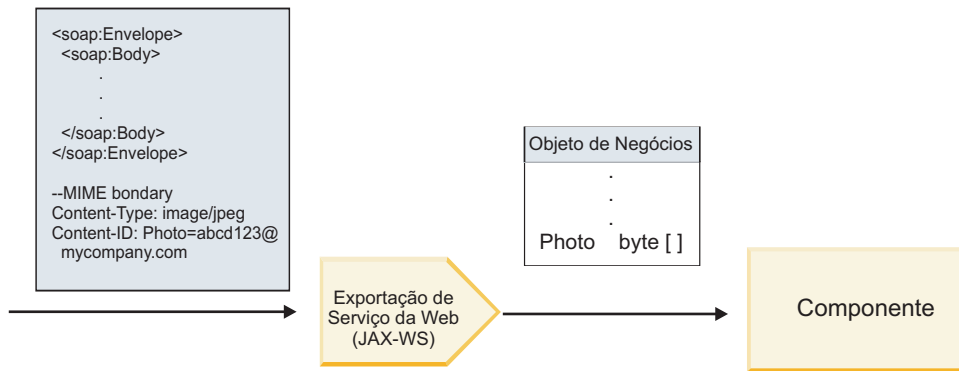 <soap:Envelope>
<soap:Body>
.
.
.
</soap:Body>
</soap:Envelope>
--MIME bondary
Content-Type: image/jpeg
Content-ID: Photo=abcd123@
mycompany.com
Exportação de
Serviço da Web
(JAX-WS)
Objeto de Negócios
.
.
.
Photo byte [ ]
Componente